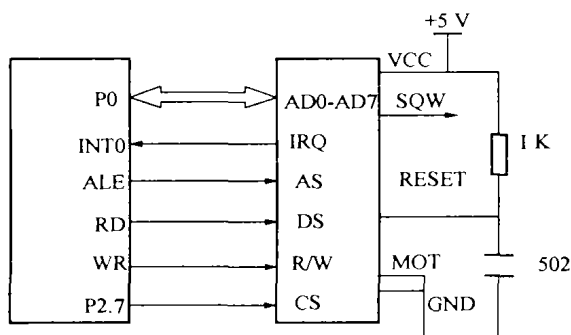 +5 V
VCC
P0
AD0-AD7
SQW
INT0
IRQ
1 K
ALE
AS
RESET
RD
DS
WR
R/W
MOT
502
P2.7
CS
GND